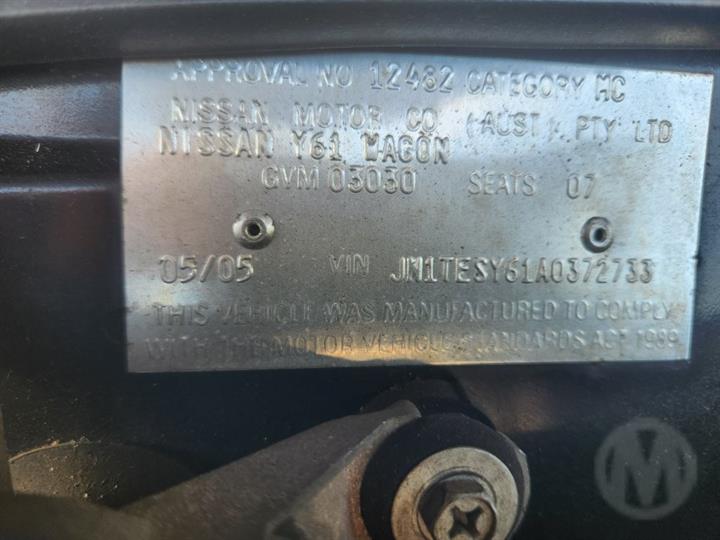 APPROVAL NO 12482 CATEGORY MC
NISSAN MOTOR CO (AUST) PTY LTD
NISSAN Y61 WAGON
GVM 03030 SEATS 07
05/05 VIN JN1TESY61A0372733
THIS VEHICLE WAS MANUFACTURED TO COMPLY
WITH THE MOTOR VEHICLE STANDARDS ACT 1989
M